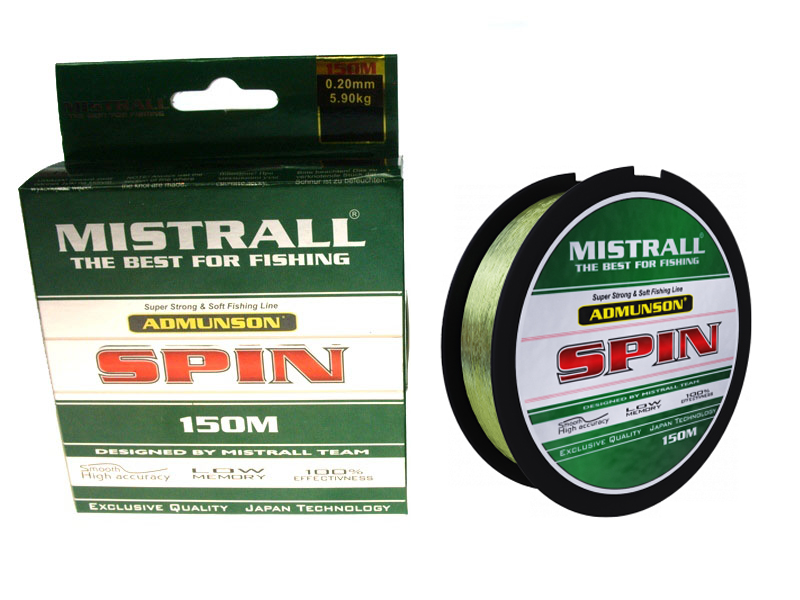 150M
0.20mm
5.90kg
MISTRALL
THE BEST FOR FISHING
MISTRALL®
THE BEST FOR FISHING
Super Strong & Soft Fishing Line
ADMUNSON®
SPIN
150M
DESIGNED BY MISTRALL TEAM
Smooth
High accuracy
LOW
MEMORY
100%
EFFECTIVNESS
EXCLUSIVE QUALITY JAPAN TECHNOLOGY
MISTRALL
THE BEST FOR FISHING
Super Strong & Soft Fishing Line
ADMUNSON®
SPIN
DESIGNED BY MISTRALL TEAM
Smooth
High accuracy
LOW
MEMORY
100%
EFFECTIVENESS
EXCLUSIVE QUALITY JAPAN TECHNOLOGY
150M